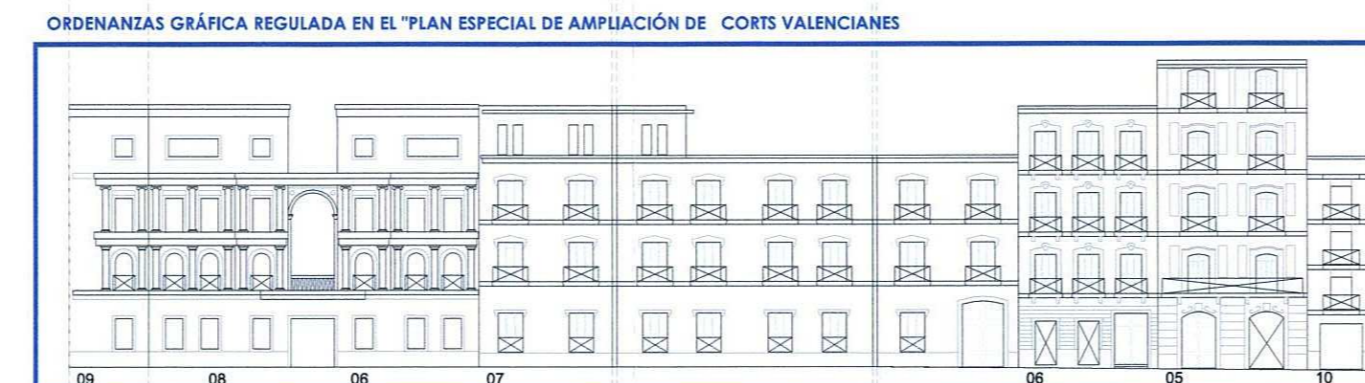 ORDENANZAS GRÁFICA REGULADA EN EL "PLAN ESPECIAL DE AMPLIACIÓN DE CORTS VALENCIANES
09 08 06 07 06 05 10